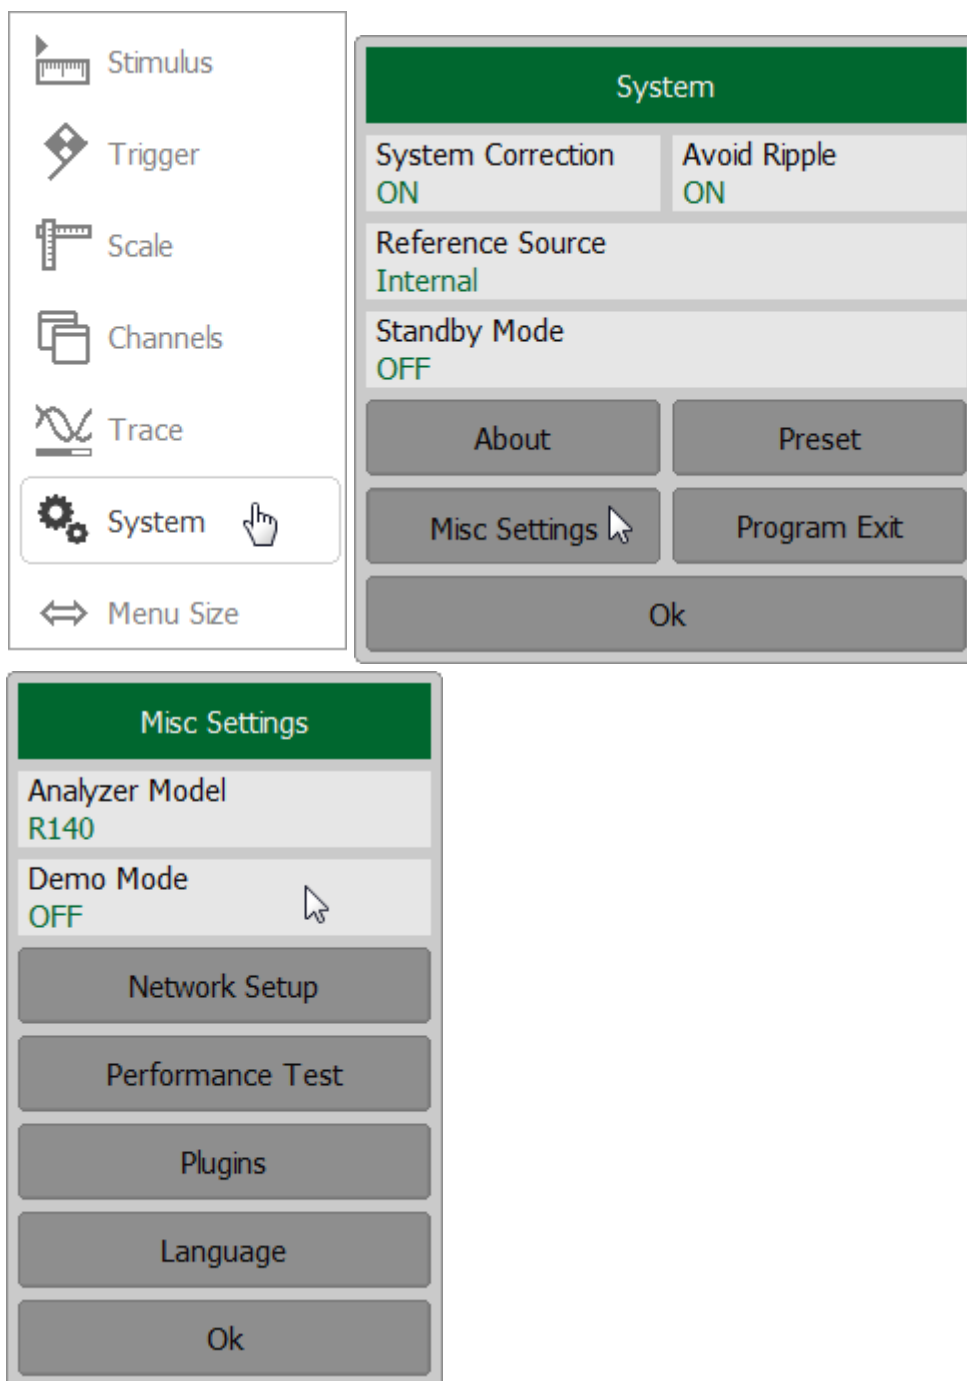 Stimulus
Trigger
Scale
Channels
Trace
System
Menu Size
System
System Correction
ON
Avoid Ripple
ON
Reference Source
Internal
Standby Mode
OFF
About
Preset
Misc Settings
Program Exit
Ok
Misc Settings
Analyzer Model
R140
Demo Mode
OFF
Network Setup
Performance Test
Plugins
Language
Ok